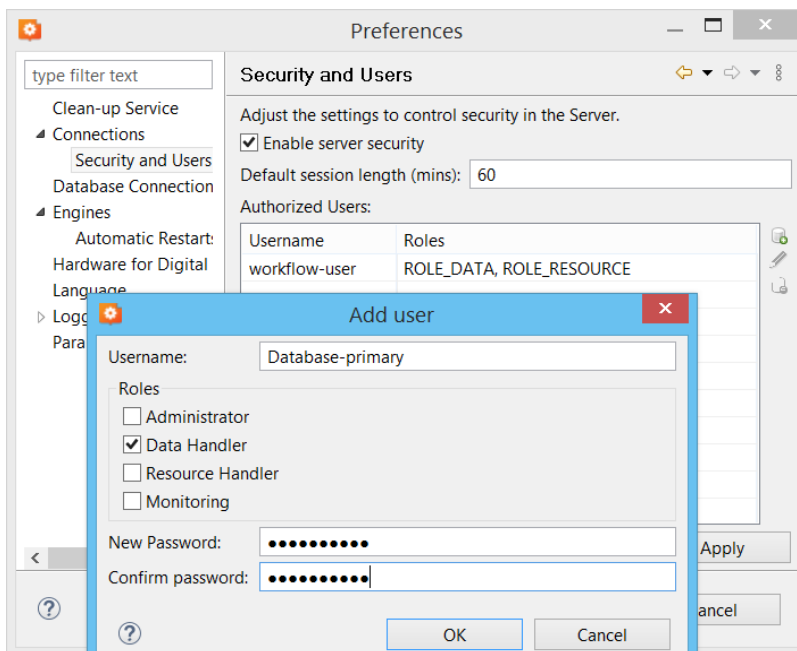 Preferences
type filter text
Clean-up Service
Connections
Security and Users
Database Connection
Engines
Automatic Restart
Hardware for Digital
Language
Logg
Para
Security and Users
Adjust the settings to control security in the Server.
Enable server security
Default session length (mins): 60
Authorized Users:
Username Roles
workflow-user ROLE_DATA, ROLE_RESOURCE
Apply
ancel
Add user
Username: Database-primary
Roles
Administrator
Data Handler
Resource Handler
Monitoring
New Password: ●●●●●●●●●●
Confirm password: ●●●●●●●●●●
OK Cancel